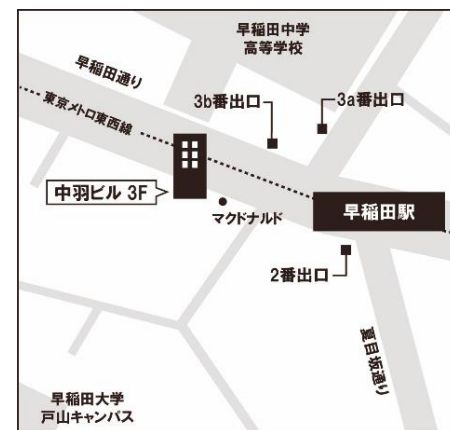 早稲田中学
高等学校
早稲田通り
3b番出口
3a番出口
東京メトロ東西線
中羽ビル 3F
マクドナルド
早稲田駅
2番出口
夏目坂通り
早稲田大学
戸山キャンパス